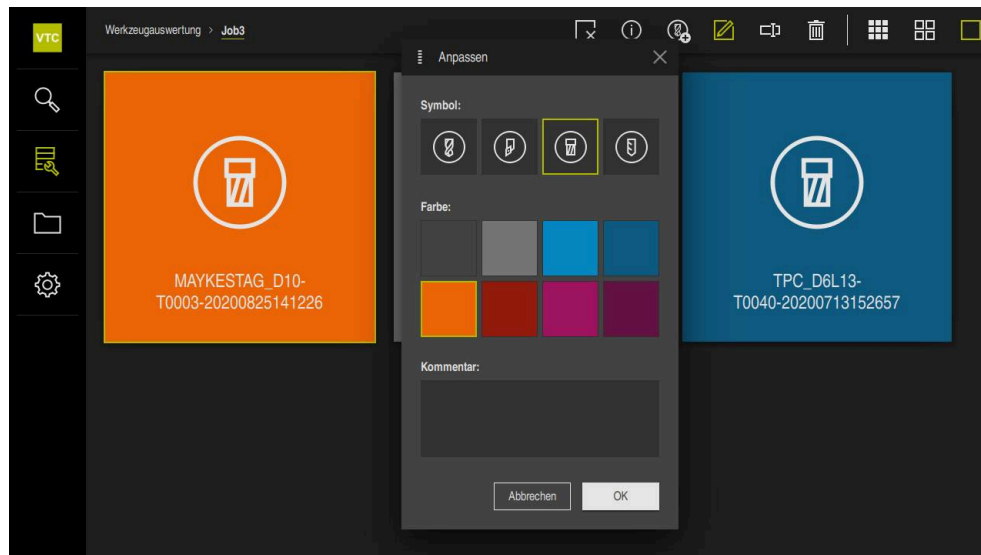 VTC
Werkzeugauswertung > Job3
Anpassen
Symbol:
Farbe:
MAYKESTAG_D10-
T0003-20200825141226
TPC_D6L13-
T0040-20200713152657
Kommentar:
Abbrechen
OK